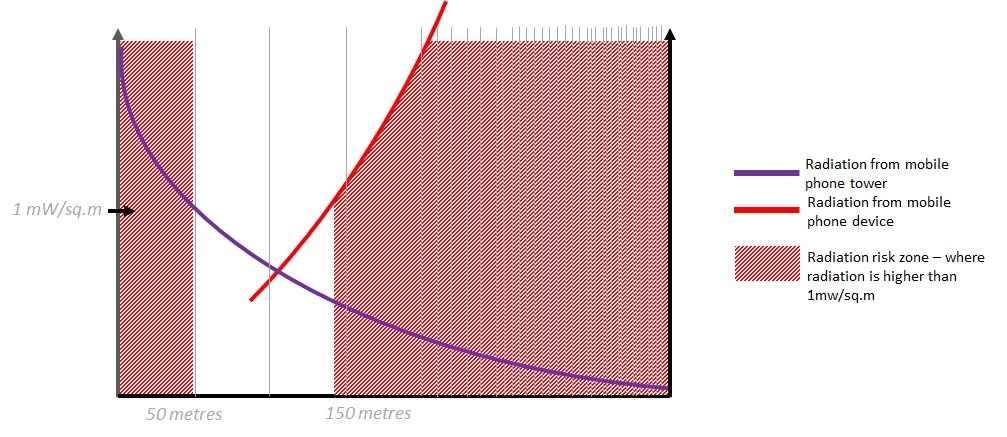 1 mW/sq.m
50 metres
150 metres
Radiation from mobile
phone tower
Radiation from mobile
phone device
Radiation risk zone – where
radiation is higher than
1mw/sq.m